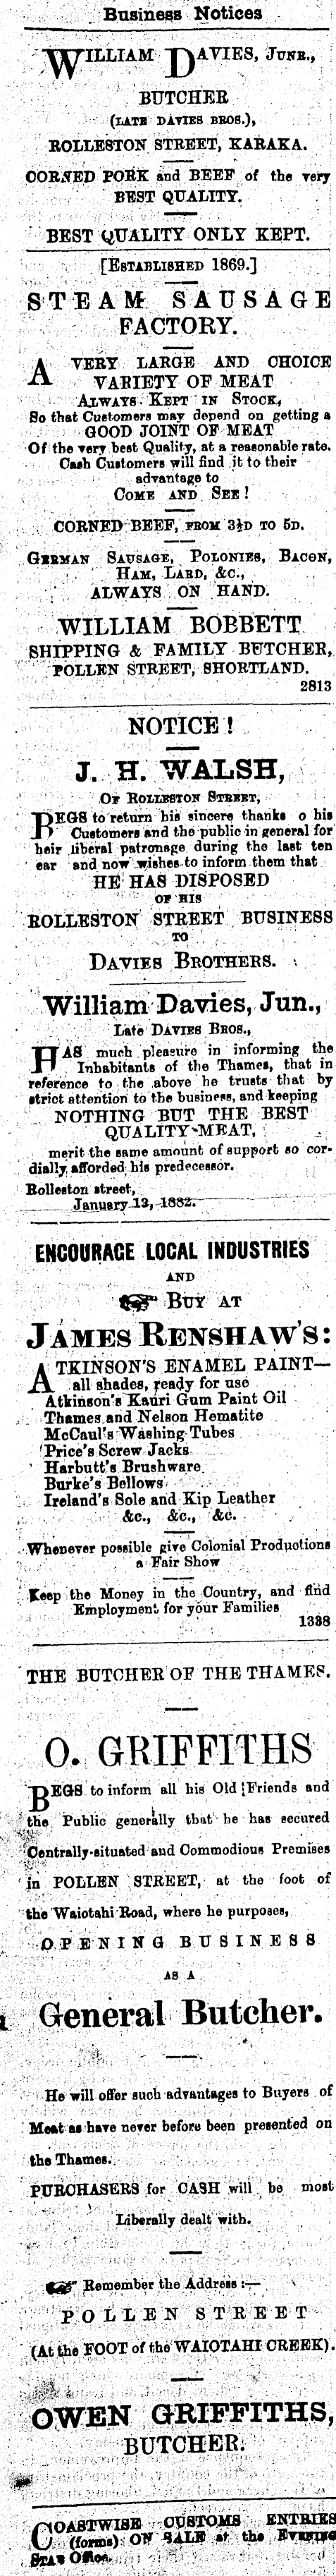 Business Notices
WILLIAM DAVIES, JUNR.,
BUTCHER
(LATE DAVIES BROS.),
ROLLESTON STREET, KARAKA.
CORNED PORK and BEEF of the very
BEST QUALITY.
BEST QUALITY ONLY KEPT.
[ESTABLISHED 1869.]
STEAM SAUSAGE
FACTORY.
A VERY LARGE AND CHOICE
VARIETY OF MEAT
ALWAYS KEPT IN STOCK,
So that Customers may depend on getting a
GOOD JOINT OF MEAT
Of the very best Quality, at a reasonable rate.
Cash Customers will find it to their
advantage to
COME AND SEE!
CORNED BEEF, FROM 3½D TO 5D.
GERMAN SAUSAGE, POLONIES, BACON,
HAM, LARD, &C.,
ALWAYS ON HAND.
WILLIAM BOBBETT
SHIPPING & FAMILY BUTCHER,
POLLEN STREET, SHORTLAND.
2813
NOTICE!
J. H. WALSH,
OF ROLLESTON STREET,
BEGS to return his sincere thanks o his
Customers and the public in general for
heir liberal patronage during the last ten
ear and now wishes to inform them that
HE HAS DISPOSED
OF HIS
ROLLESTON STREET BUSINESS
TO
DAVIES BROTHERS.
William Davies, Jun.,
Late DAVIES BROS.,
HAS much pleasure in informing the
Inhabitants of the Thames, that in
reference to the above he trusts that by
strict attention to the business, and keeping
NOTHING BUT THE BEST
QUALITY MEAT,
merit the same amount of support so cor-
dially afforded his predecessor.
Rolleston street,
January 13, 1882.
ENCOURAGE LOCAL INDUSTRIES
AND
BUY AT
JAMES RENSHAW'S:
ATKINSON'S ENAMEL PAINT—
all shades, ready for use
Atkinson's Kauri Gum Paint Oil
Thames and Nelson Hematite
McCaul's Washing Tubes
Price's Screw Jacks
Harbutt's Brushware
Burke's Bellows
Ireland's Sole and Kip Leather
&c., &c., &c.
Whenever possible give Colonial Productions
a Fair Show
Keep the Money in the Country, and find
Employment for your Families
1338
THE BUTCHER OF THE THAMES.
O. GRIFFITHS
BEGS to inform all his Old Friends and
the Public generally that he has secured
Centrally-situated and Commodious Premises
in POLLEN STREET, at the foot of
the Waiotahi Road, where he purposes,
OPENING BUSINESS
AS A
General Butcher.
He will offer such advantages to Buyers of
Meat as have never before been presented on
the Thames.
PURCHASERS for CASH will be most
Liberally dealt with.
Remember the Address:—
POLLEN STREET
(At the FOOT of the WAIOTAHI CREEK).
OWEN GRIFFITHS,
BUTCHER.
COASTWISE CUSTOMS ENTRIES
(forms) ON SALE at the EVENING
STAR Office.